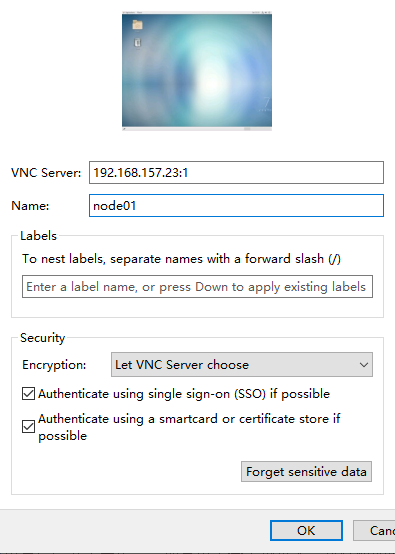 VNC Server: 192.168.157.23:1
Name: node01
Labels
To nest labels, separate names with a forward slash (/)
Enter a label name, or press Down to apply existing labels
Security
Encryption: Let VNC Server choose
Authenticate using single sign-on (SSO) if possible
Authenticate using a smartcard or certificate store if
possible
Forget sensitive data
OK Canc